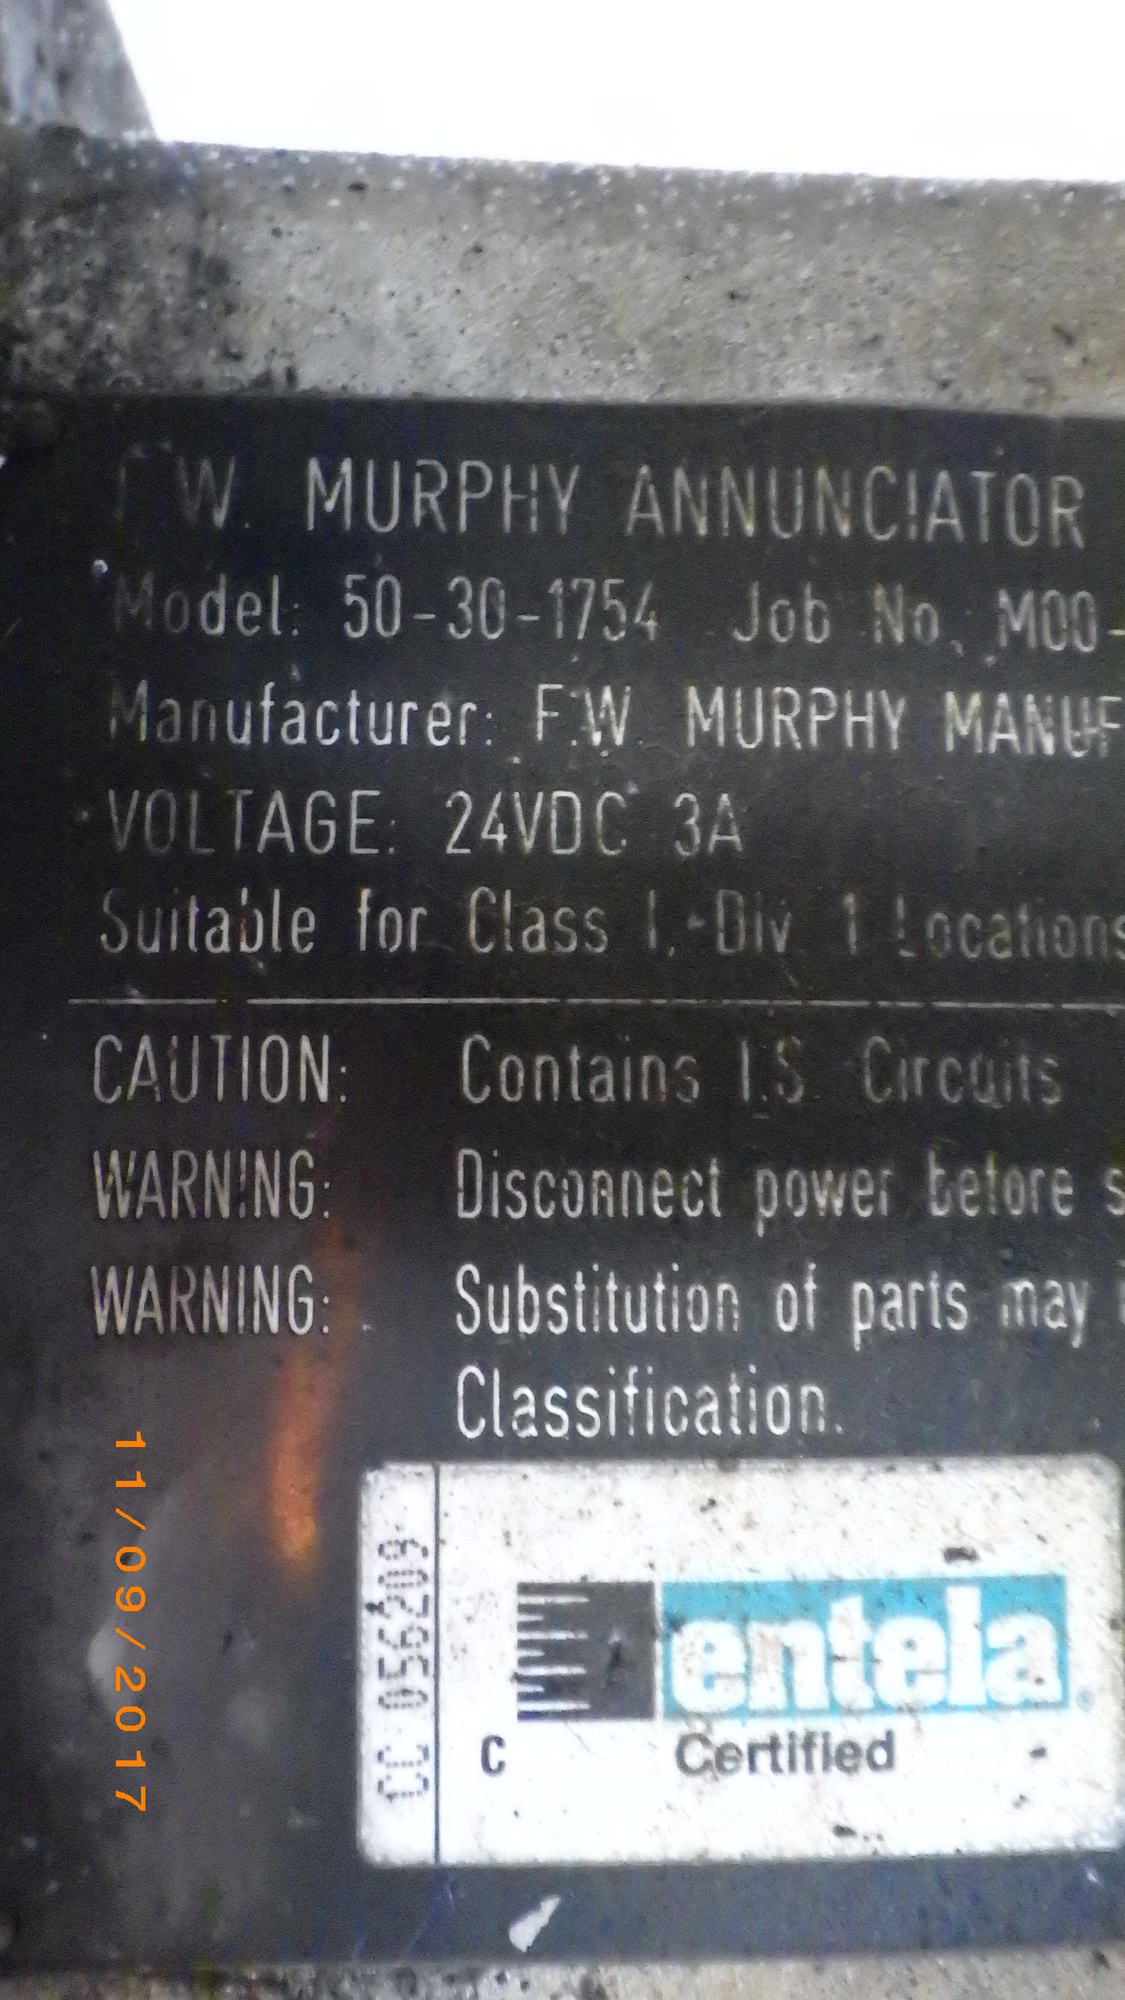 F.W. MURPHY ANNUNCIATOR
Model: 50-30-1754 Job No. M00-
Manufacturer: F.W. MURPHY MANUF
VOLTAGE: 24VDC 3A
Suitable for Class I, Div. 1 Locations
CAUTION: Contains I.S. Circuits
WARNING: Disconnect power before s
WARNING: Substitution of parts may
Classification.
CC 056209
entela
C
Certified
11/09/2017